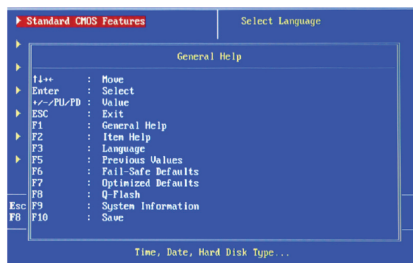 Standard CMOS Features
Select Language
General Help
↑↓→← : Move
Enter : Select
+/-/PU/PD : Value
ESC : Exit
F1 : General Help
F2 : Item Help
F3 : Language
F5 : Previous Values
F6 : Fail-Safe Defaults
F7 : Optimized Defaults
F8 : Q-Flash
F9 : System Information
F10 : Save
Esc
F8
Time, Date, Hard Disk Type...